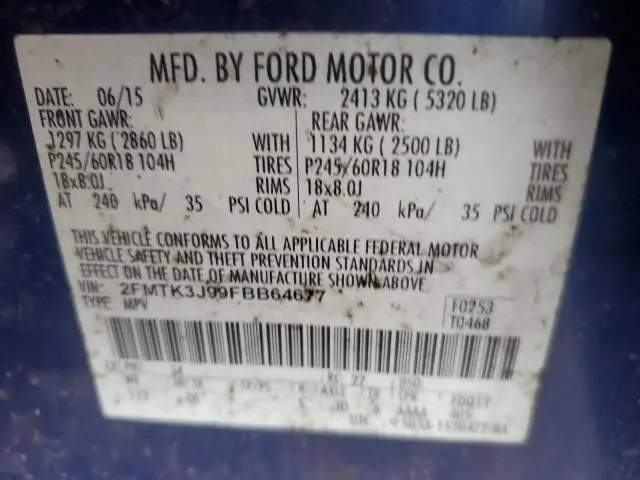 MFD. BY FORD MOTOR CO.
DATE: 06/15 GVWR: 2413 KG ( 5320 LB)
FRONT GAWR: REAR GAWR:
1297 KG ( 2860 LB) WITH 1134 KG ( 2500 LB) WITH
P245/60R18 104H TIRES P245/60R18 104H TIRES
18x8.0J RIMS 18x8.0J RIMS
AT 240 kPa/ 35 PSI COLD AT 240 kPa/ 35 PSI COLD
THIS VEHICLE CONFORMS TO ALL APPLICABLE FEDERAL MOTOR
VEHICLE SAFETY AND THEFT PREVENTION STANDARDS IN
EFFECT ON THE DATE OF MANUFACTURE SHOWN ABOVE.
VIN: 2FMTK3J99FBB64677
TYPE: MPV
F0253
T0468